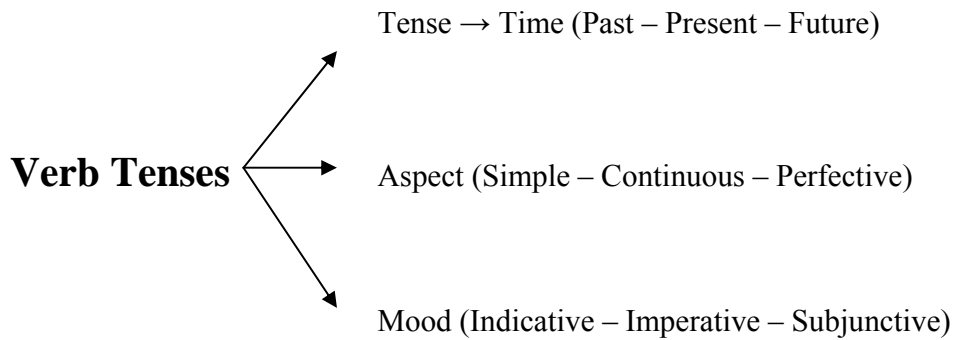 Tense → Time (Past – Present – Future)
Verb Tenses
Aspect (Simple – Continuous – Perfective)
Mood (Indicative – Imperative – Subjunctive)